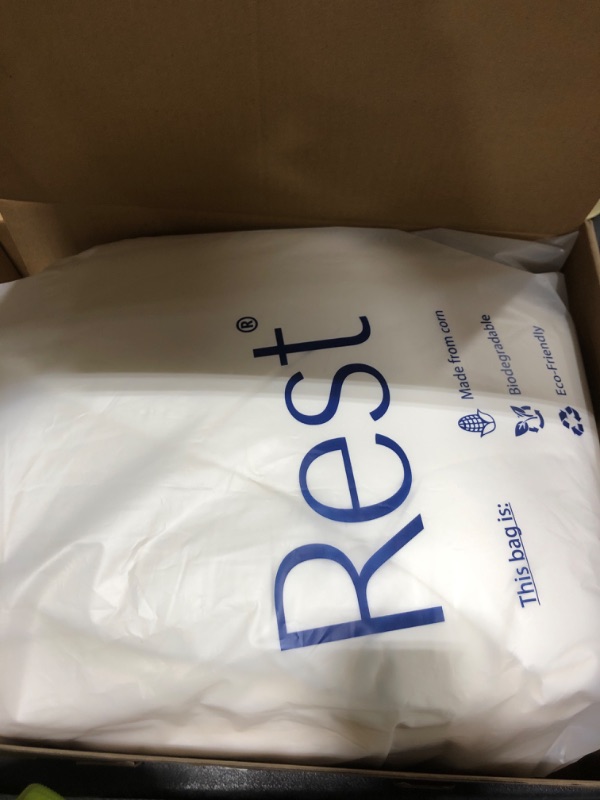 Rest®
This bag is:
Made from corn
Biodegradable
Eco-Friendly